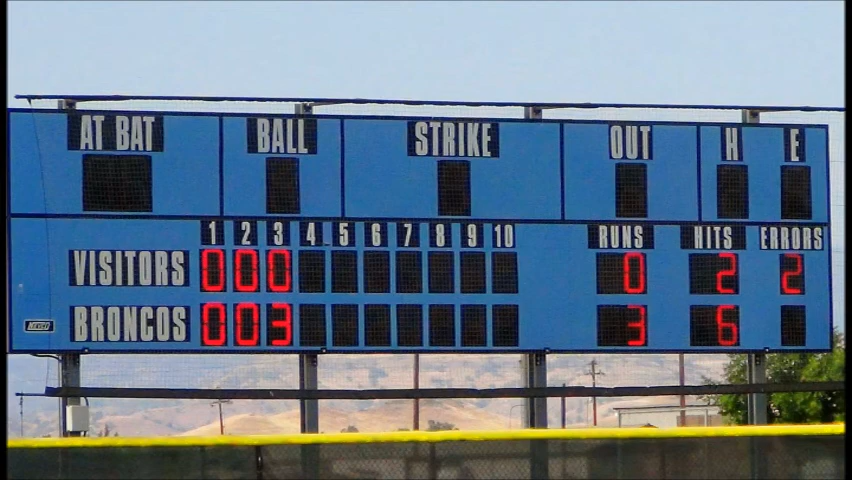 AT BAT BALL STRIKE OUT H E
1 2 3 4 5 6 7 8 9 10 RUNS HITS ERRORS
VISITORS 0 0 0 0 2 2
BRONCOS 0 0 3 3 6